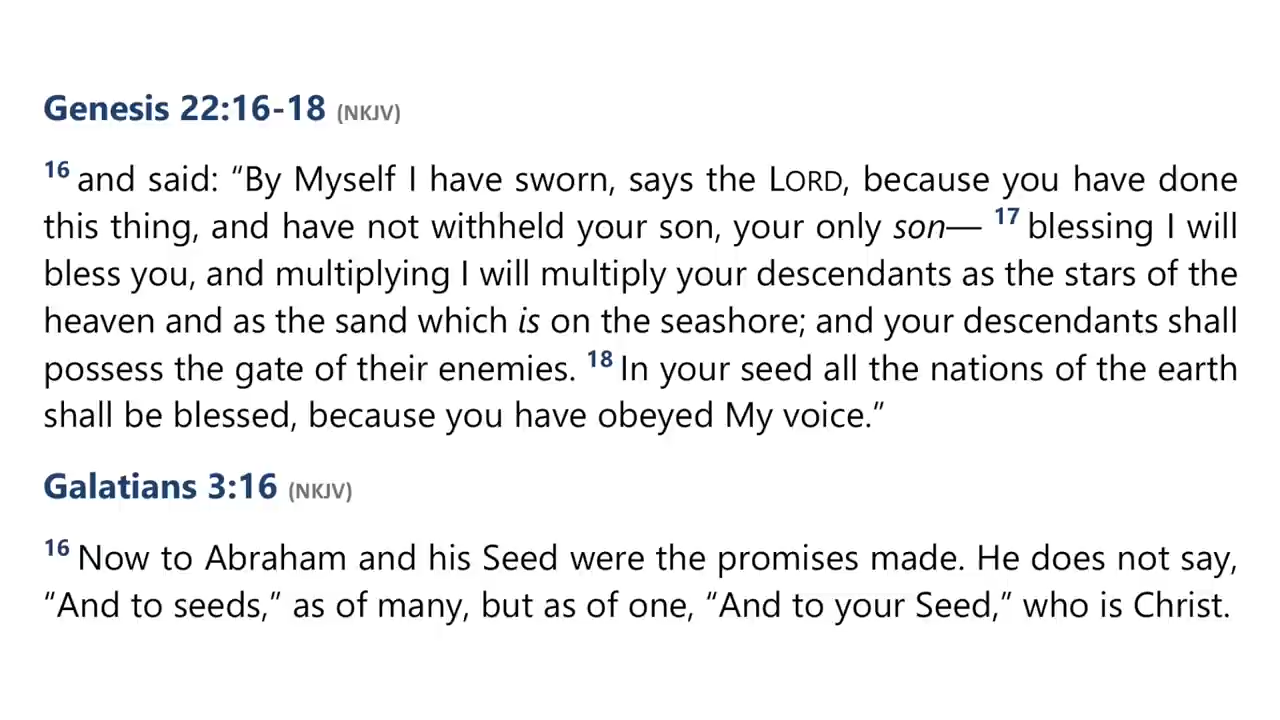 Genesis 22:16-18 (NKJV)
16 and said: “By Myself I have sworn, says the LORD, because you have done
this thing, and have not withheld your son, your only son— 17 blessing I will
bless you, and multiplying I will multiply your descendants as the stars of the
heaven and as the sand which is on the seashore; and your descendants shall
possess the gate of their enemies. 18 In your seed all the nations of the earth
shall be blessed, because you have obeyed My voice.”
Galatians 3:16 (NKJV)
16 Now to Abraham and his Seed were the promises made. He does not say,
“And to seeds,” as of many, but as of one, “And to your Seed,” who is Christ.